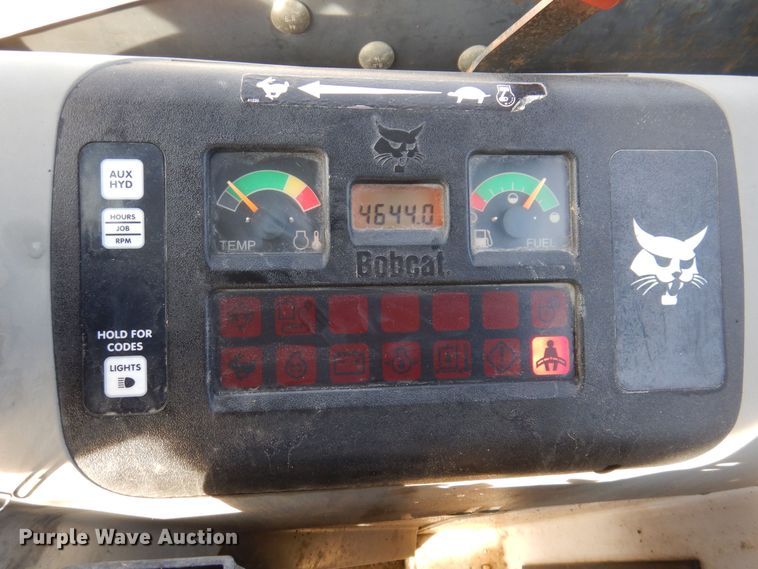 AUX
HYD
HOURS
JOB
RPM
HOLD FOR
CODES
LIGHTS
TEMP
4644.0
FUEL
Bobcat
Purple Wave Auction